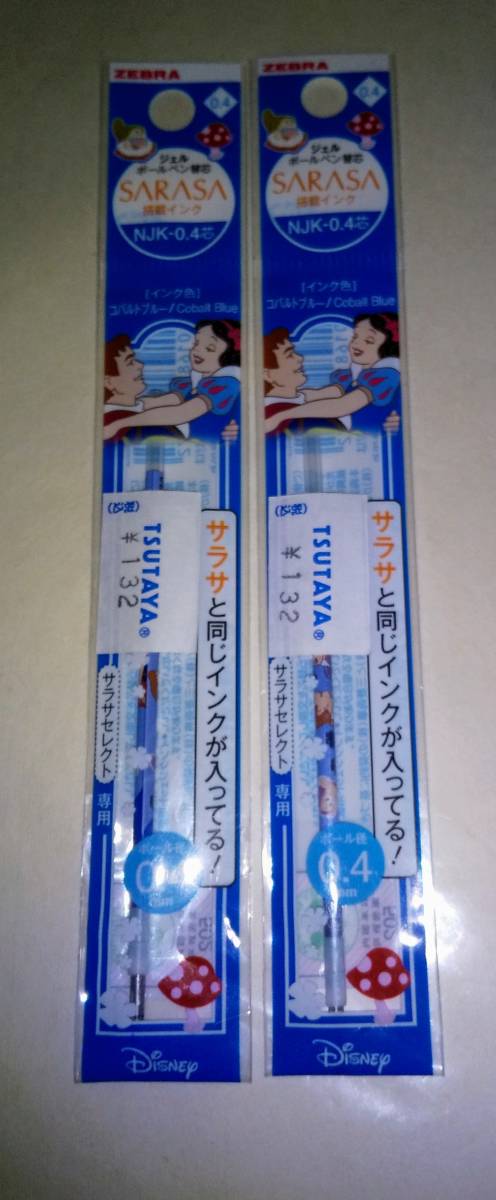 ZEBRA
0.4
ジェル
ボールペン替芯
SARASA
搭載インク
NJK-0.4芯
[インク色]
コバルトブルー/Cobalt Blue
TSUTAYA®
¥132
サラサと同じインクが入ってる!
サラサセレクト
専用
ボール径
0.4
mm
Disney
ZEBRA
0.4
ジェル
ボールペン替芯
SARASA
搭載インク
NJK-0.4芯
[インク色]
コバルトブルー/Cobalt Blue
TSUTAYA®
¥132
サラサと同じインクが入ってる!
サラサセレクト
専用
ボール径
0.4
mm
Disney